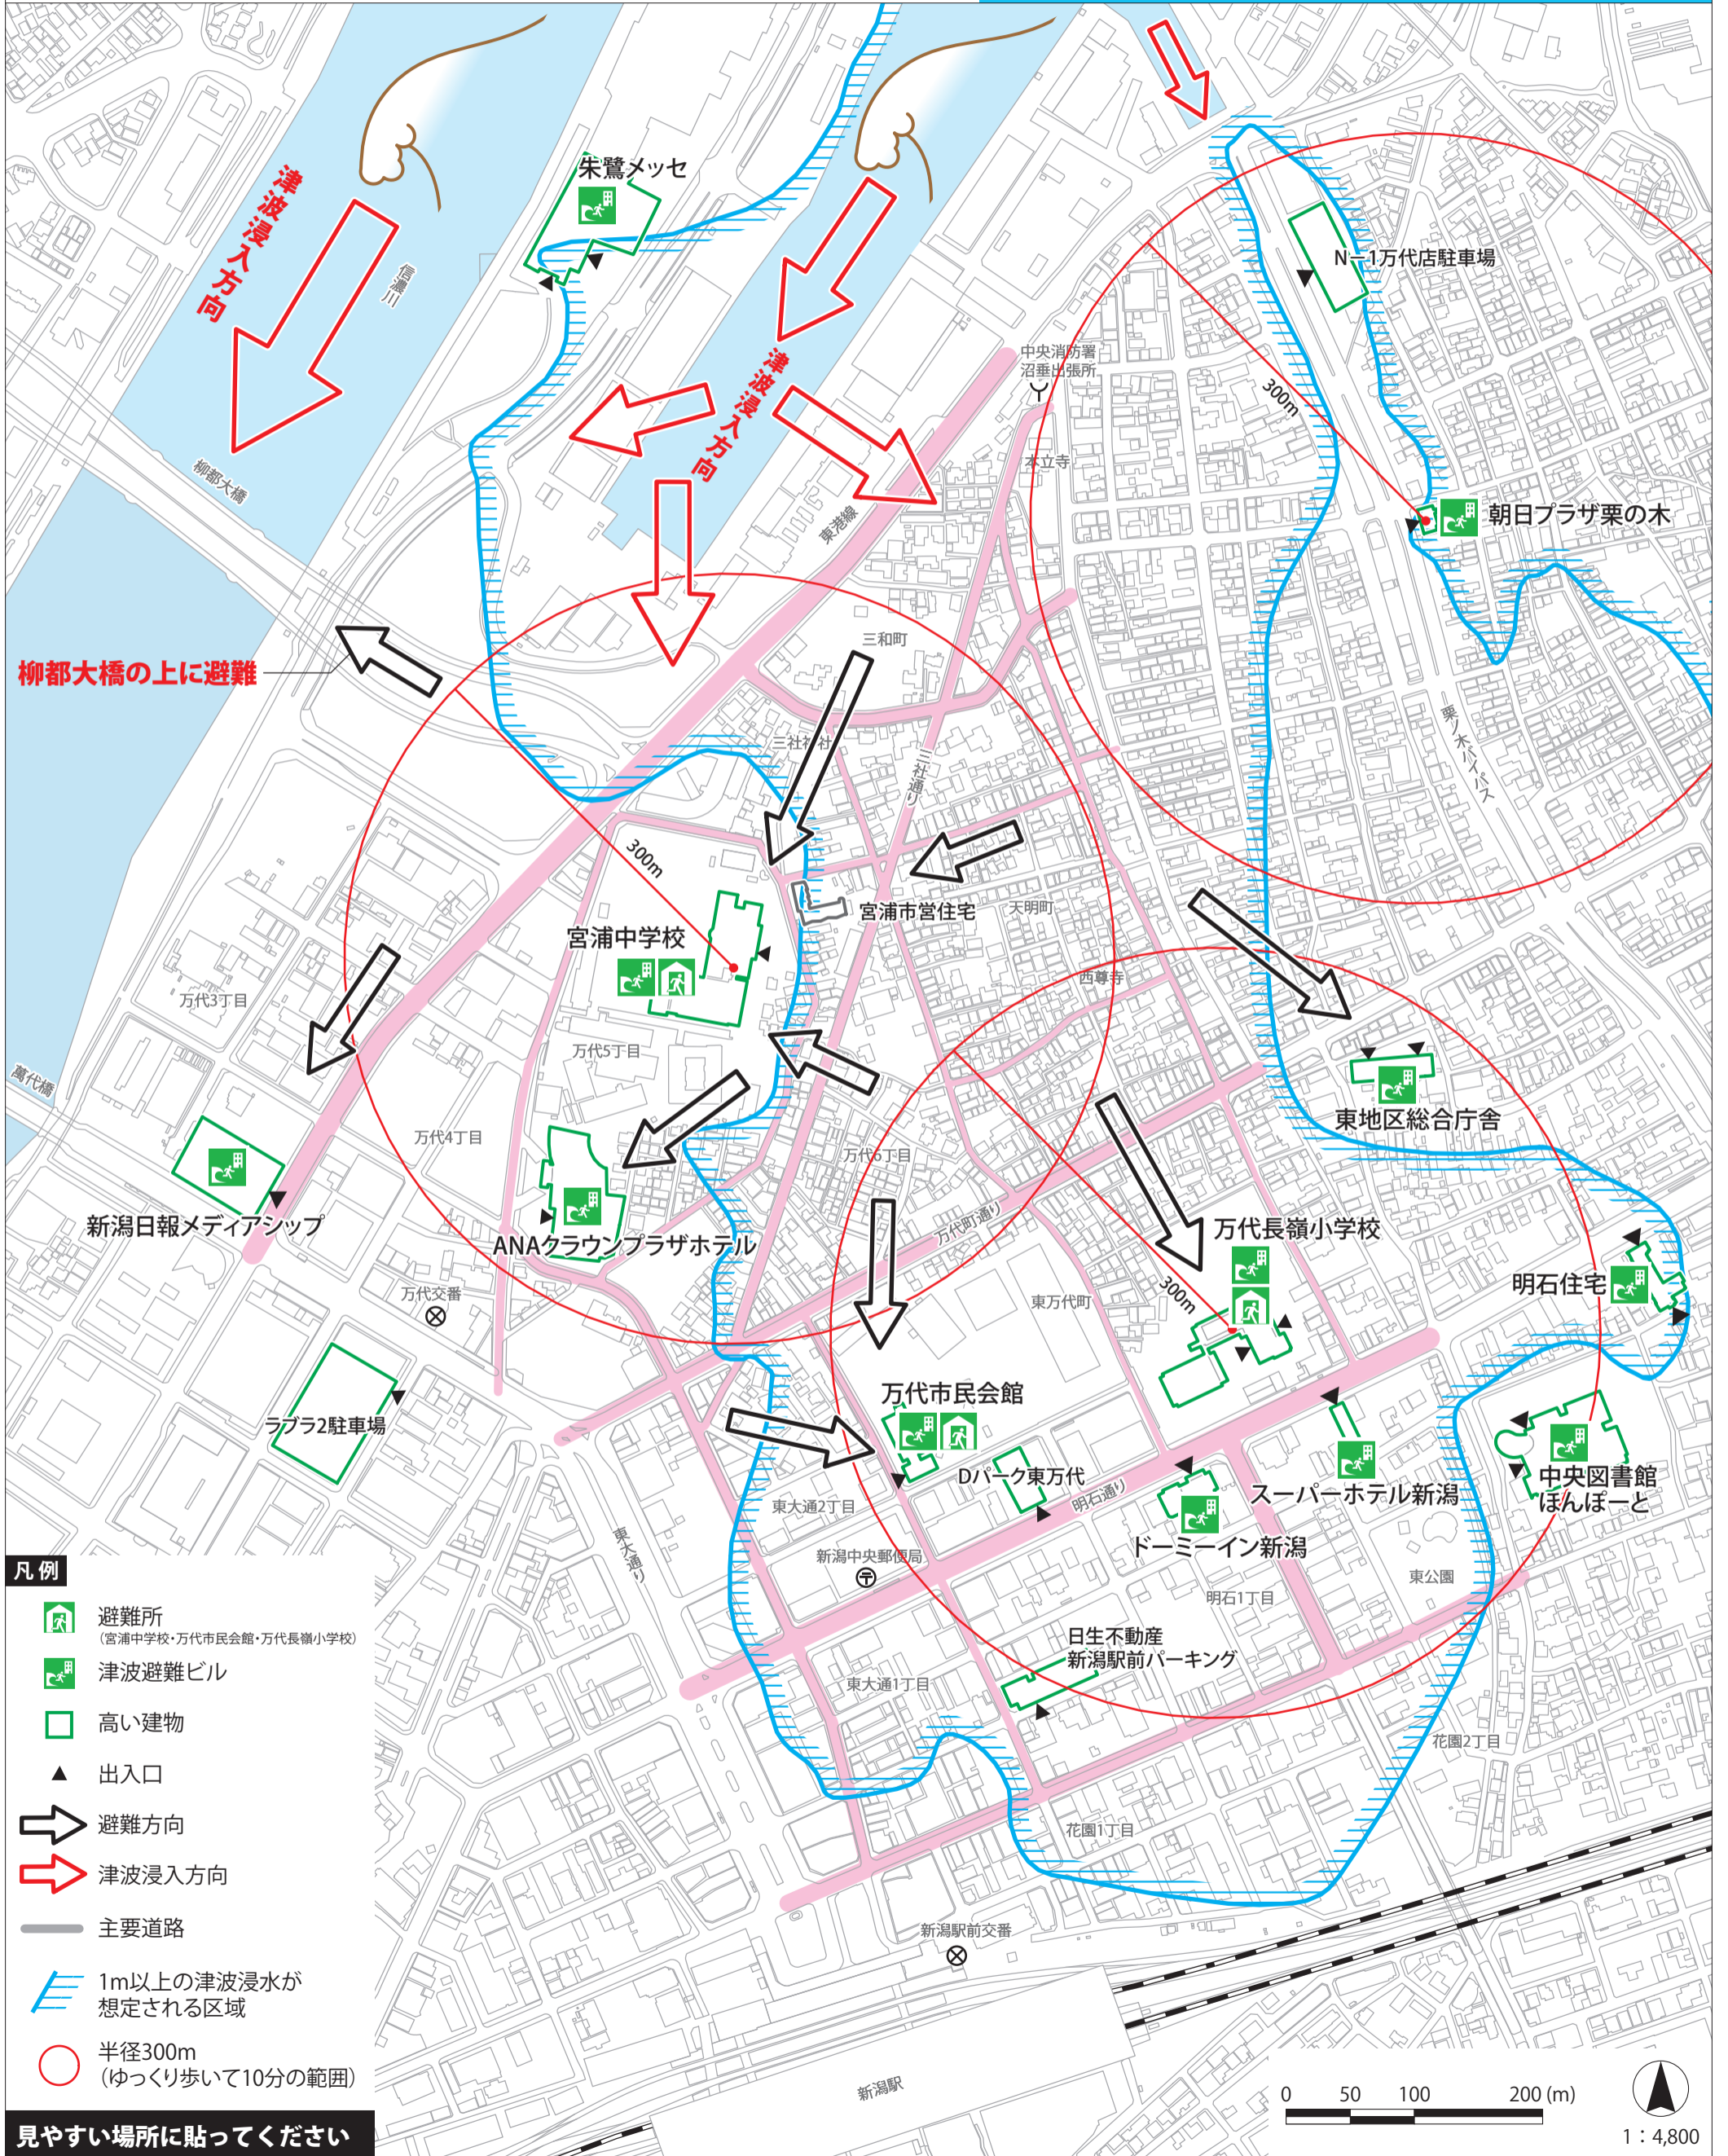 朱鷺メッセ
津波浸入方向
信濃川
N－1万代店駐車場
中央消防署
沼垂出張所
300m
津波浸入方向
本立寺
柳都大橋
東港線
朝日プラザ栗の木
三和町
柳都大橋の上に避難
栗ノ木バイパス
三社神社
三社通り
300m
宮浦市営住宅
天明町
宮浦中学校
西尊寺
万代3丁目
万代5丁目
萬代橋
東地区総合庁舎
万代4丁目
万代6丁目
新潟日報メディアシップ
万代町通り
万代長嶺小学校
ANAクラウンプラザホテル
300m
明石住宅
万代交番
東万代町
万代市民会館
ラブラ2駐車場
Dパーク東万代
中央図書館
ほんぽーと
明石通り
スーパーホテル新潟
東大通2丁目
ドーミーイン新潟
東大通り
新潟中央郵便局
東公園
明石1丁目
日生不動産
新潟駅前パーキング
東大通1丁目
花園2丁目
花園1丁目
新潟駅前交番
新潟駅
凡例
避難所
(宮浦中学校・万代市民会館・万代長嶺小学校)
津波避難ビル
高い建物
出入口
避難方向
津波浸入方向
主要道路
1m以上の津波浸水が
想定される区域
半径300m
(ゆっくり歩いて10分の範囲)
見やすい場所に貼ってください
0 50 100 200 (m)
1：4,800